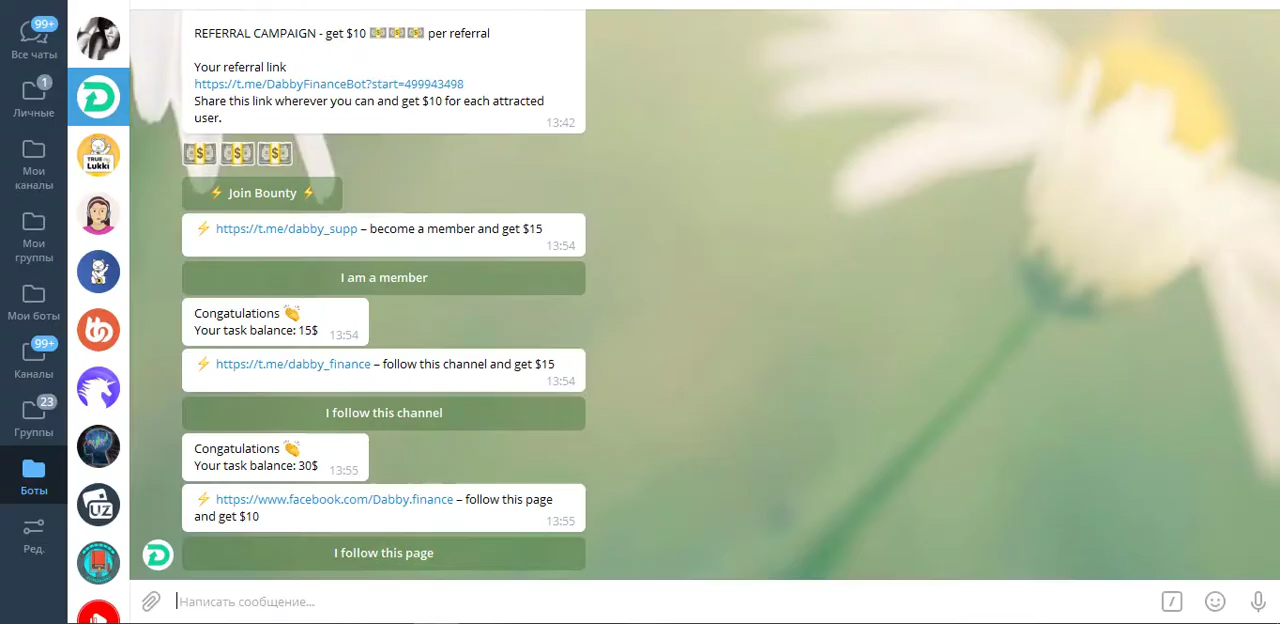 99+
Все чаты
1
Личные
Мои
каналы
Мои
группы
Мои боты
99+
Каналы
23
Группы
Боты
Ред.
TRUE
Lukki
UZ
REFERRAL CAMPAIGN - get $10 💵💵💵 per referral
Your referral link
https://t.me/DabbyFinanceBot?start=499943498
Share this link wherever you can and get $10 for each attracted
user.
13:42
💵💵💵
⚡ Join Bounty ⚡
⚡ https://t.me/dabby_supp – become a member and get $15
13:54
I am a member
Congatulations 👏
Your task balance: 15$ 13:54
⚡ https://t.me/dabby_finance – follow this channel and get $15
13:54
I follow this channel
Congatulations 👏
Your task balance: 30$ 13:55
⚡ https://www.facebook.com/Dabby.finance – follow this page
and get $10
13:55
I follow this page
Написать сообщение...